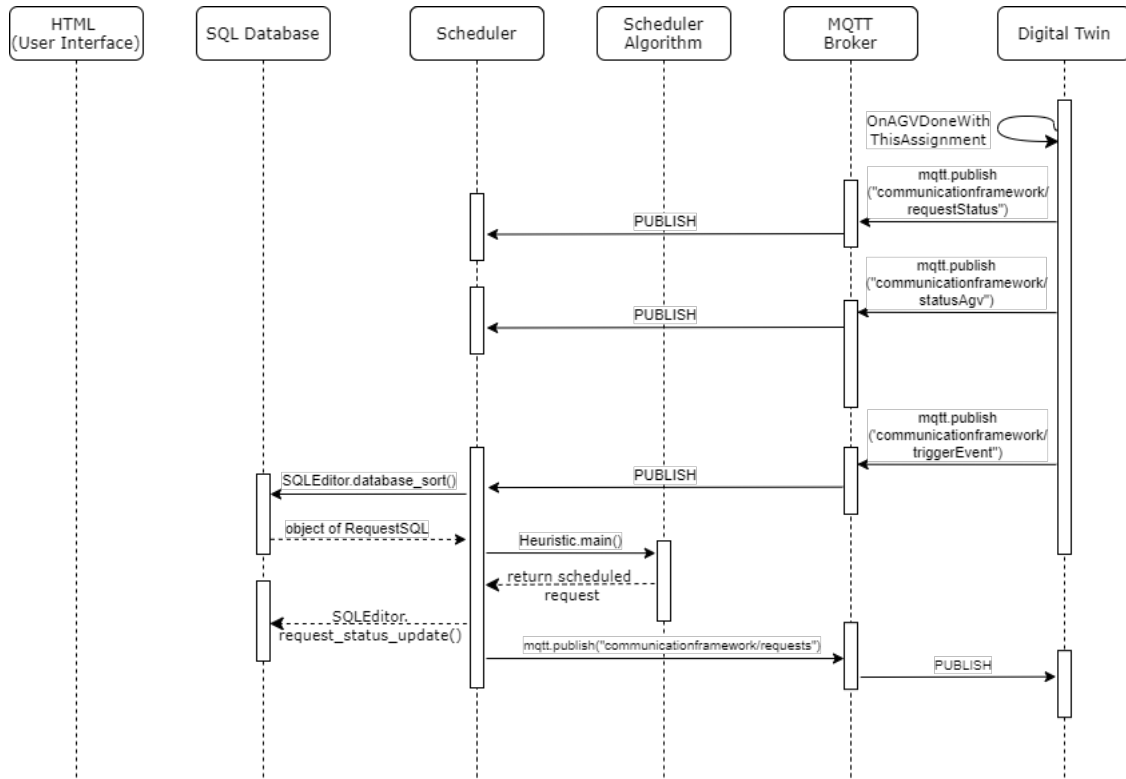 HTML
(User Interface)
SQL Database
Scheduler
Scheduler
Algorithm
MQTT
Broker
Digital Twin
OnAGVDoneWith
ThisAssignment
mqtt.publish
("communicationframework/
requestStatus")
PUBLISH
mqtt.publish
("communicationframework/
statusAgv")
PUBLISH
mqtt.publish
('communicationframework/
triggerEvent")
PUBLISH
SQLEditor.database_sort()
object of RequestSQL
Heuristic.main()
return scheduled
request
SQLEditor.
request_status_update()
mqtt.publish("communicationframework/requests")
PUBLISH